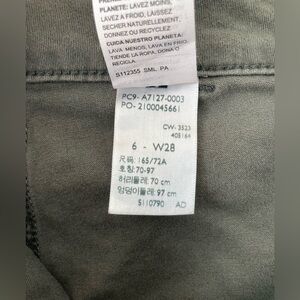 PLANETE: LAVEZ MOINS,
LAVEZ A FROID, LAISSEZ
SECHER NATURELLEMENT,
DONNEZ OU RECYCLEZ
CUIDA NUESTRO PLANETA:
LAVA MENOS, LAVA EN FRIO,
TIENDE LA ROPA, DONA O
RECICLA.
S112355 SML PA
PC9- A7127-0003
PO- 2100045661
CW-3523
405164
6 - W28
尺码: 165/72A
호칭: 70-97
허리둘레: 70 cm
엉덩이둘레: 97 cm
S110790 AD